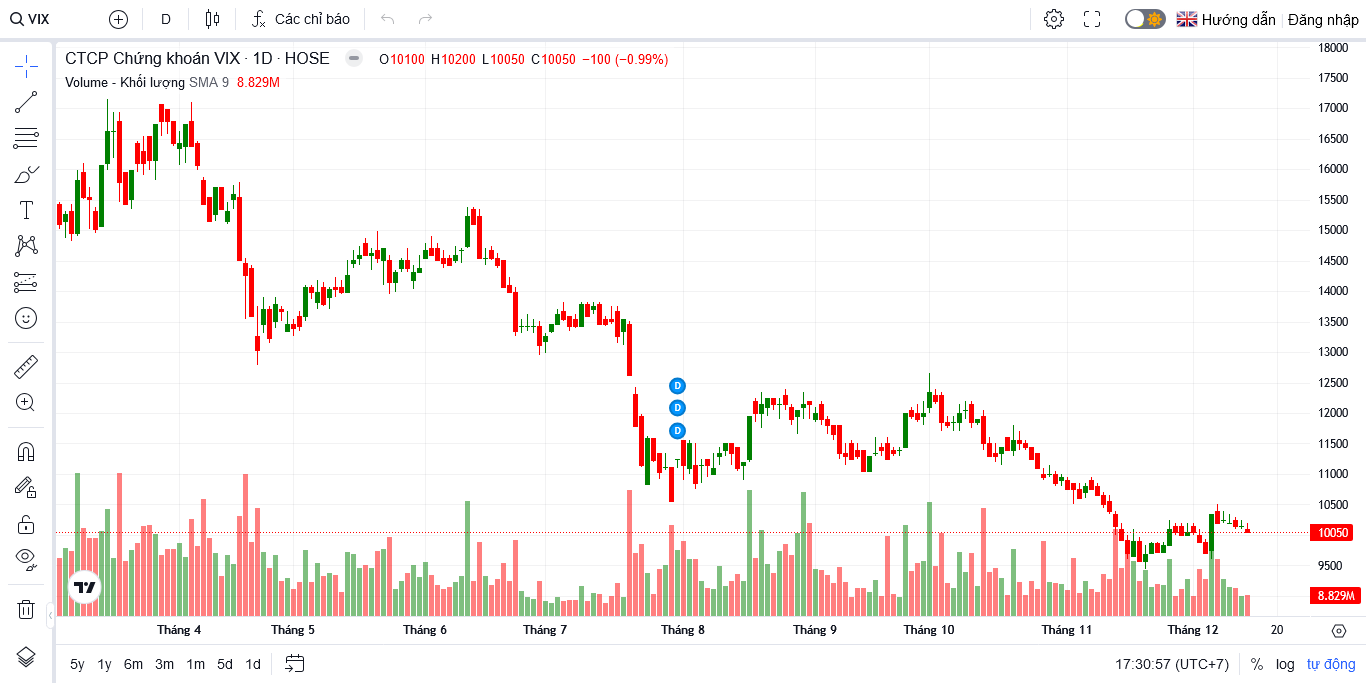 VIX D Các chỉ báo Hướng dẫn Đăng nhập
CTCP Chứng khoán VIX · 1D · HOSE O10100 H10200 L10050 C10050 −100 (−0.99%)
Volume - Khối lượng SMA 9 8.829M
18000
17500
17000
16500
16000
15500
15000
14500
14000
13500
13000
12500
12000
11500
11000
10500
10050
9500
8.829M
D
D
D
Tháng 4 Tháng 5 Tháng 6 Tháng 7 Tháng 8 Tháng 9 Tháng 10 Tháng 11 Tháng 12 20
5y 1y 6m 3m 1m 5d 1d 17:30:57 (UTC+7) % log tự động